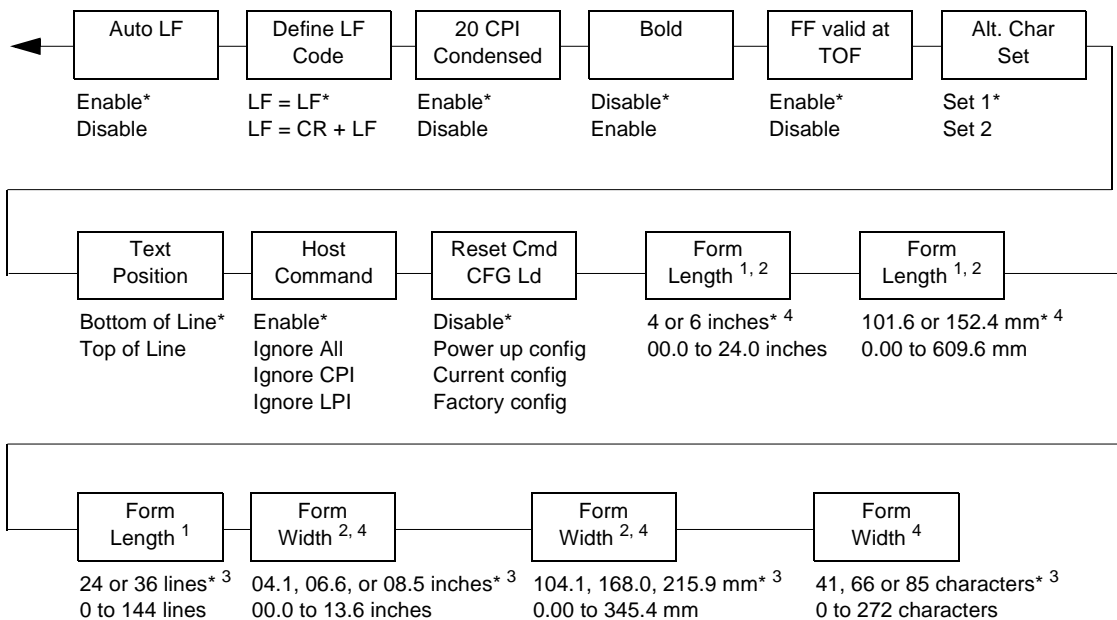 Auto LF
Enable*
Disable
Define LF
Code
LF = LF*
LF = CR + LF
20 CPI
Condensed
Enable*
Disable
Bold
Disable*
Enable
FF valid at
TOF
Enable*
Disable
Alt. Char
Set
Set 1*
Set 2
Text
Position
Bottom of Line*
Top of Line
Host
Command
Enable*
Ignore All
Ignore CPI
Ignore LPI
Reset Cmd
CFG Ld
Disable*
Power up config
Current config
Factory config
Form
Length 1, 2
4 or 6 inches* 4
00.0 to 24.0 inches
Form
Length 1, 2
101.6 or 152.4 mm* 4
0.00 to 609.6 mm
Form
Length 1
24 or 36 lines* 3
0 to 144 lines
Form
Width 2, 4
04.1, 06.6, or 08.5 inches* 3
00.0 to 13.6 inches
Form
Width 2, 4
104.1, 168.0, 215.9 mm* 3
0.00 to 345.4 mm
Form
Width 4
41, 66 or 85 characters* 3
0 to 272 characters